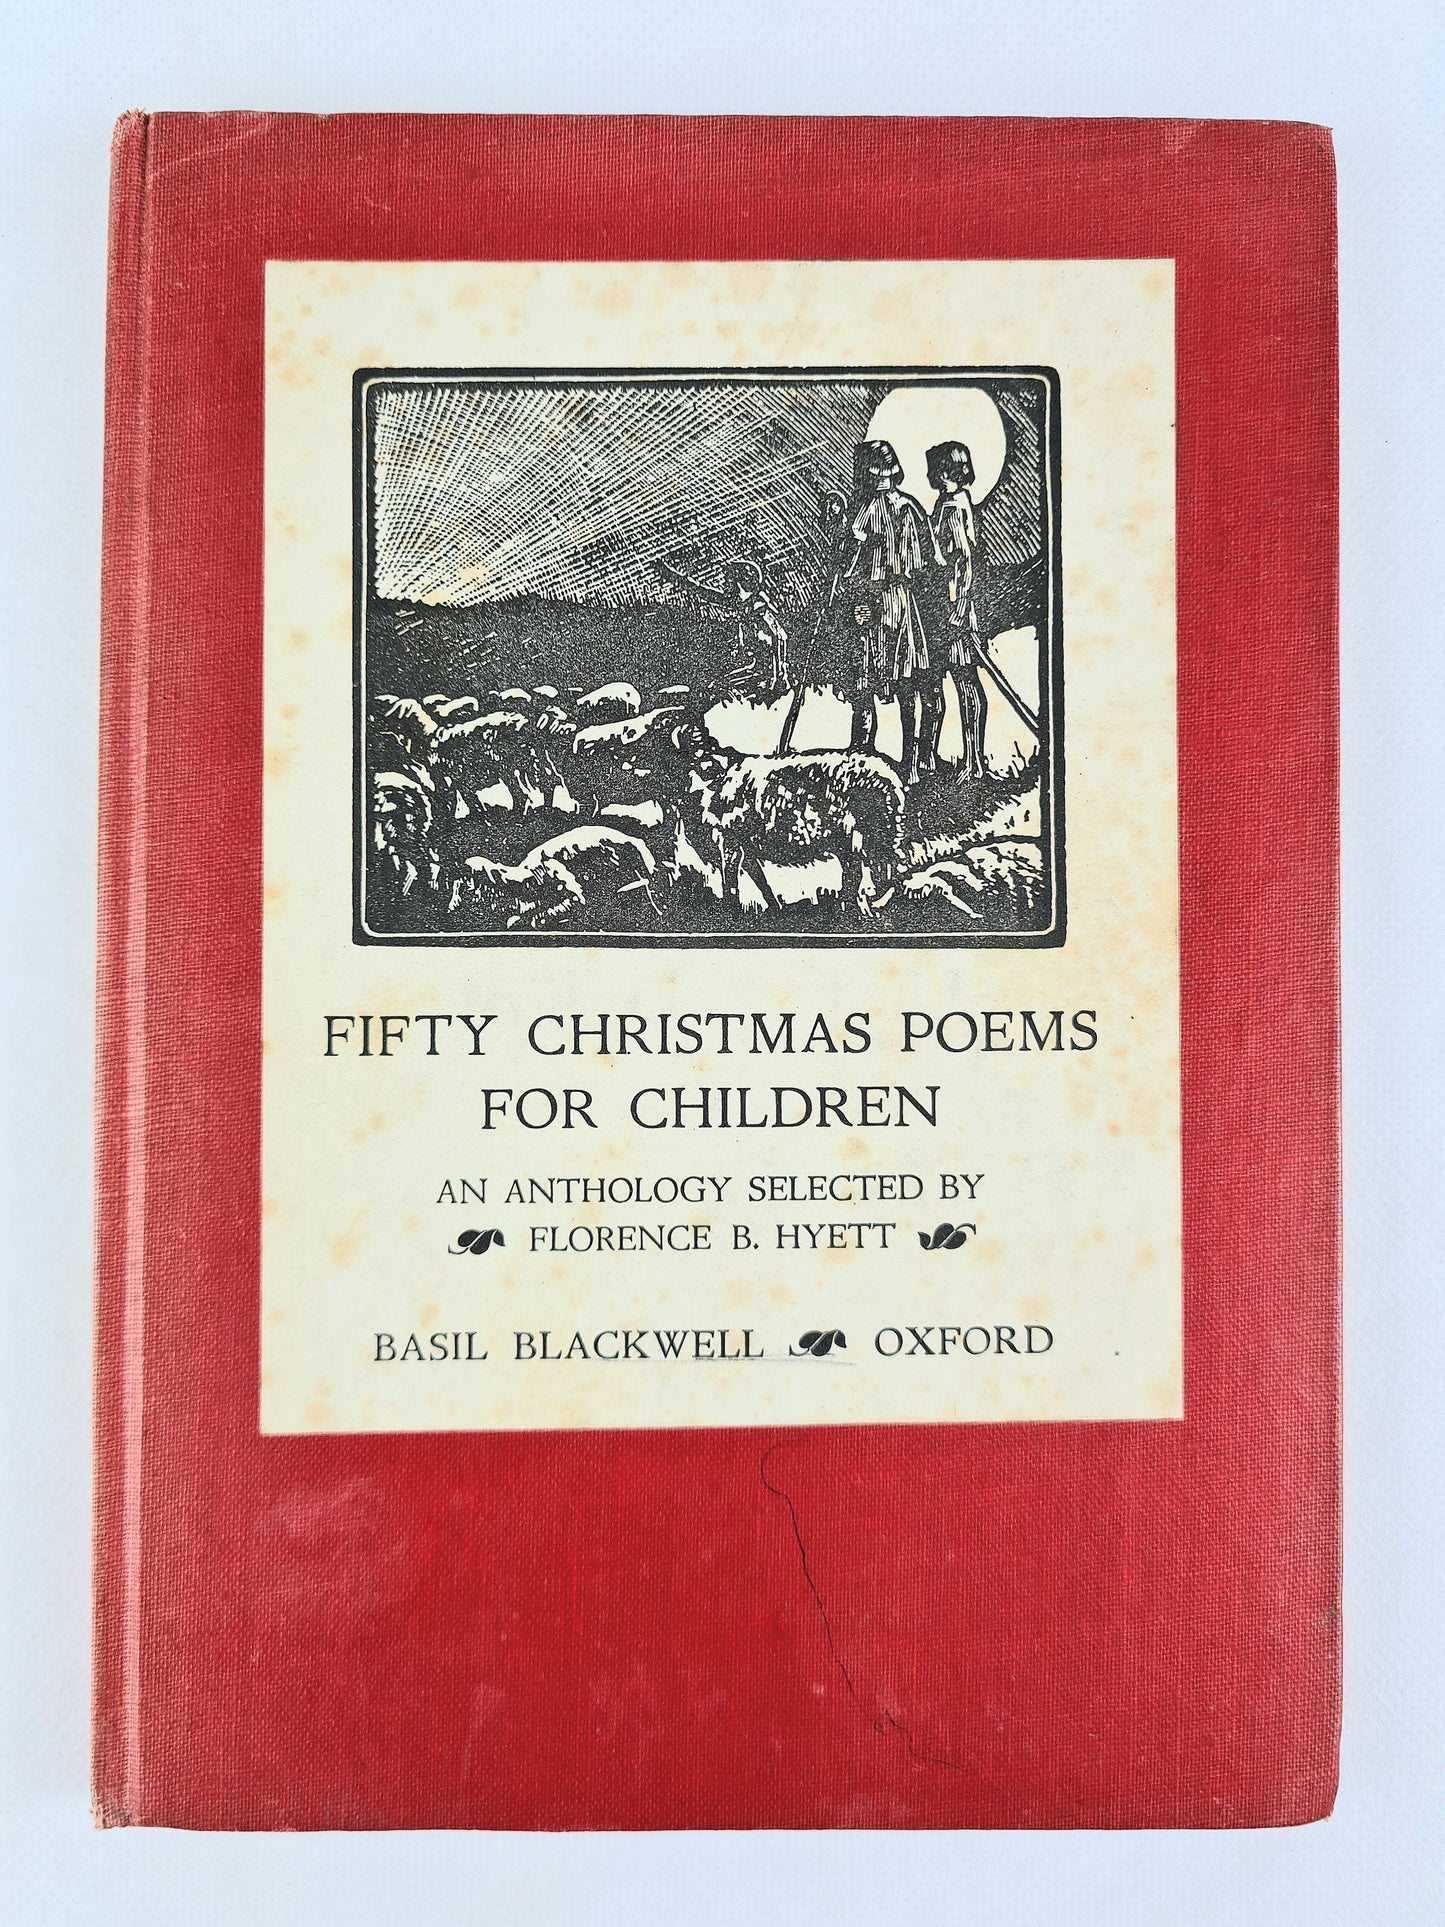 FIFTY CHRISTMAS POEMS
FOR CHILDREN
AN ANTHOLOGY SELECTED BY
FLORENCE B. HYETT
BASIL BLACKWELL OXFORD